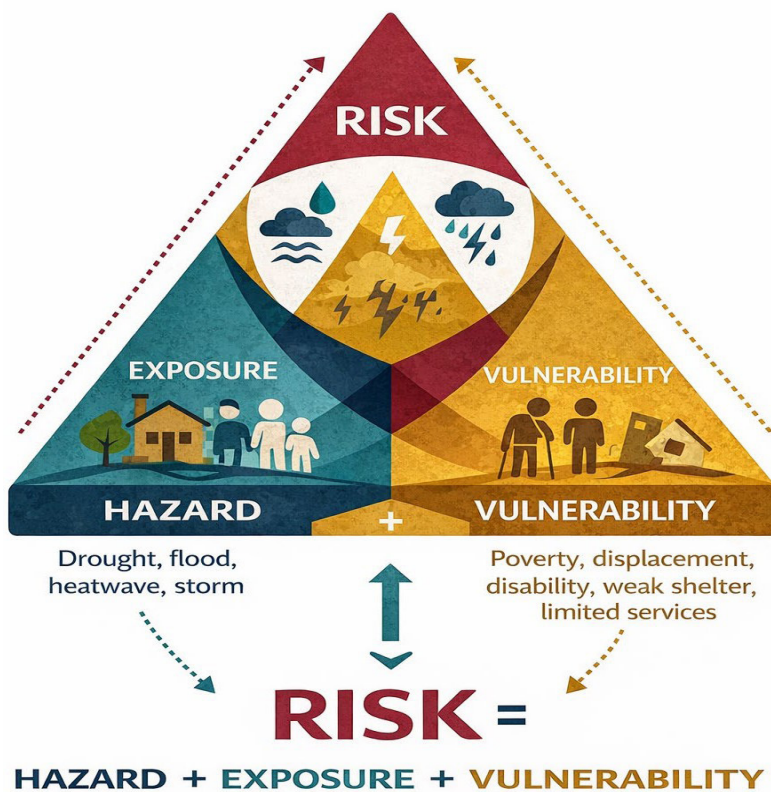 RISK
EXPOSURE
VULNERABILITY
HAZARD
+
VULNERABILITY
Drought, flood,
heatwave, storm
Poverty, displacement,
disability, weak shelter,
limited services
RISK =
HAZARD + EXPOSURE + VULNERABILITY